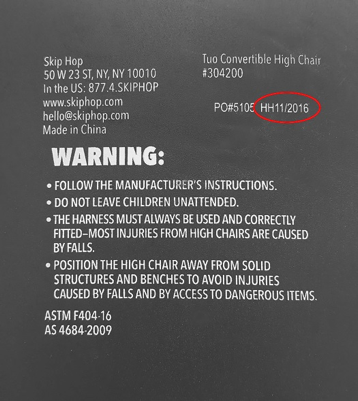 Skip Hop
50 W 23 ST, NY, NY 10010
In the US: 877.4.SKIPHOP
www.skiphop.com
hello@skiphop.com
Made in China
Tuo Convertible High Chair
#304200
PO#5105 HH11/2016
WARNING:
• FOLLOW THE MANUFACTURER'S INSTRUCTIONS.
• DO NOT LEAVE CHILDREN UNATTENDED.
• THE HARNESS MUST ALWAYS BE USED AND CORRECTLY
FITTED–MOST INJURIES FROM HIGH CHAIRS ARE CAUSED
BY FALLS.
• POSITION THE HIGH CHAIR AWAY FROM SOLID
STRUCTURES AND BENCHES TO AVOID INJURIES
CAUSED BY FALLS AND BY ACCESS TO DANGEROUS ITEMS.
ASTM F404-16
AS 4684-2009